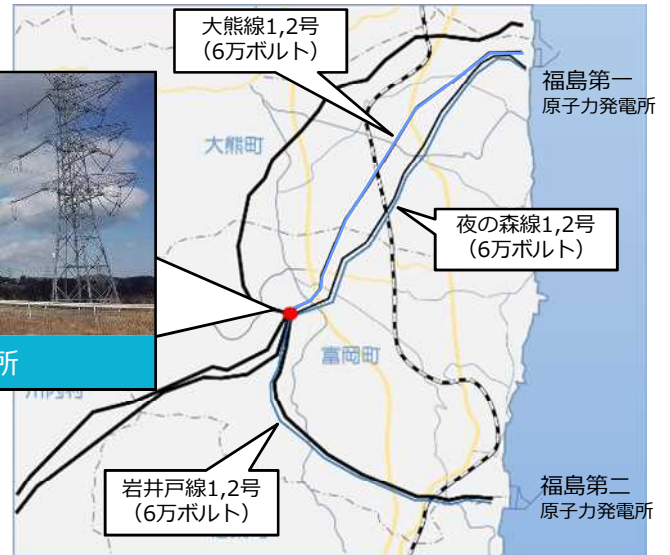 大熊線1,2号
(6万ボルト)
福島第一
原子力発電所
大熊町
夜の森線1,2号
(6万ボルト)
所
富岡町
岩井戸線1,2号
(6万ボルト)
福島第二
原子力発電所